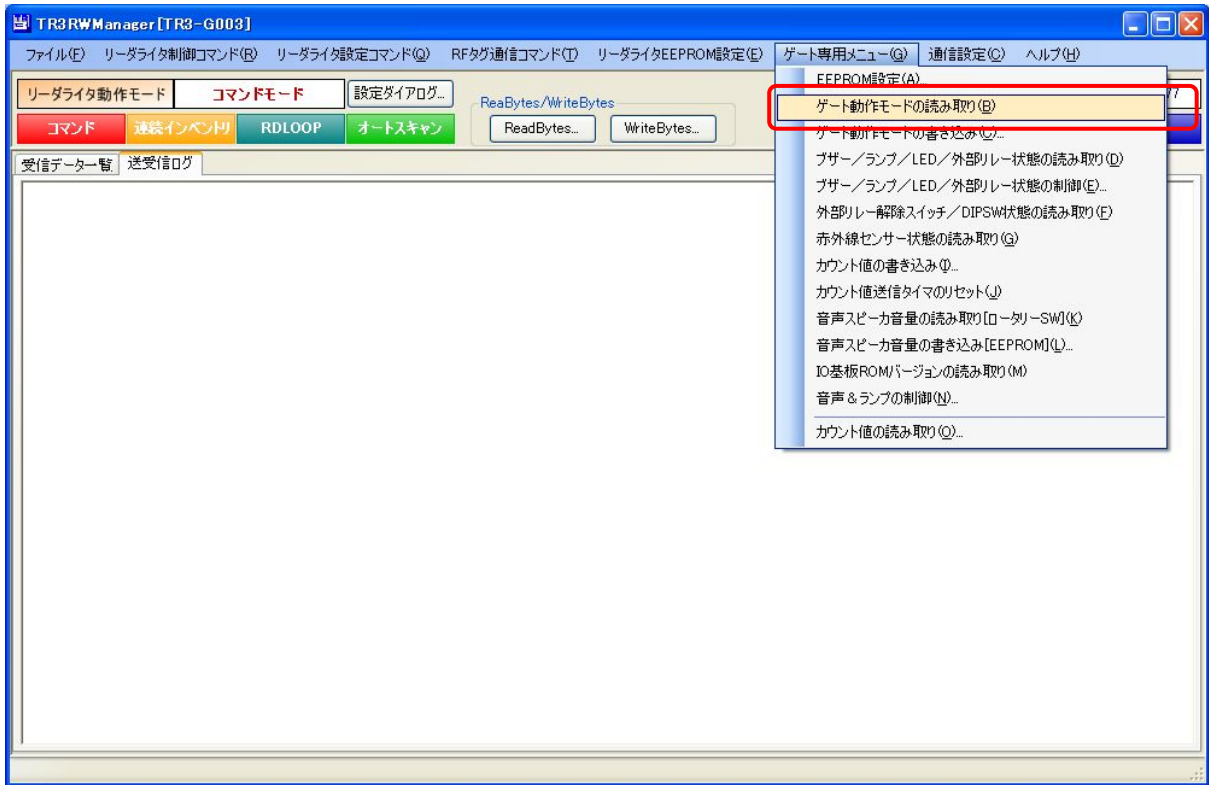 TR3RWManager[TR3-G003]
ファイル(F) リーダライタ制御コマンド(R) リーダライタ設定コマンド(Q) RFタグ通信コマンド(T) リーダライタEEPROM設定(E) ゲート専用メニュー(G) 通信設定(C) ヘルプ(H)
リーダライタ動作モード コマンドモード 設定ダイアログ...
ReaBytes/WriteBytes
コマンド 連続インベントリ RDLOOP オートスキャン ReadBytes... WriteBytes...
受信データ一覧 送受信ログ
EEPROM設定(A)
ゲート動作モードの読み取り(B)
ゲート動作モードの書き込み(C)...
ブザー/ランプ/LED/外部リレー状態の読み取り(D)
ブザー/ランプ/LED/外部リレー状態の制御(E)...
外部リレー解除スイッチ/DIPSW状態の読み取り(F)
赤外線センサー状態の読み取り(G)
カウント値の書き込み(I)...
カウント値送信タイマのリセット(J)
音声スピーカ音量の読み取り[ロータリーSW](K)
音声スピーカ音量の書き込み[EEPROM](L)...
IO基板ROMバージョンの読み取り(M)
音声&ランプの制御(N)...
カウント値の読み取り(O)...